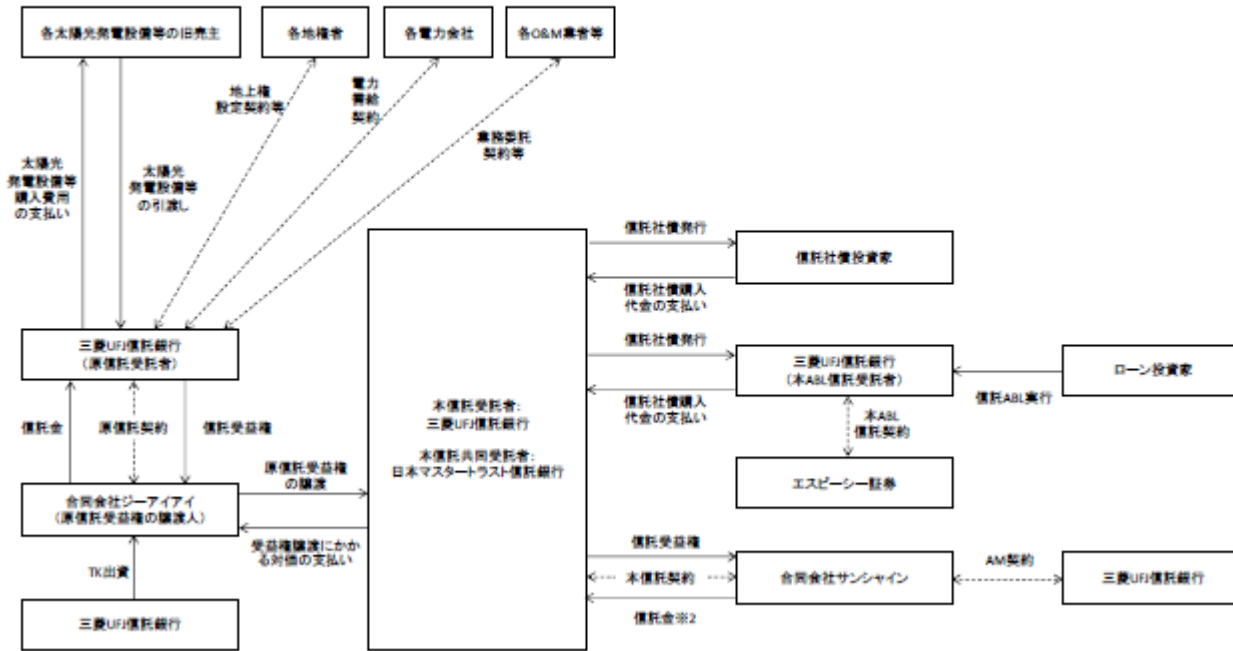 各太陽光発電設備等の旧売主
各地権者
各電力会社
各O&M業者等
地上権
設定契約等
電力
需給
契約
業務委託
契約等
太陽光
発電設備等
購入費用
の支払い
太陽光
発電設備等
の引渡し
信託社債発行
信託社債投資家
信託社債購入
代金の支払い
三菱UFJ信託銀行
(原信託受託者)
信託社債発行
三菱UFJ信託銀行
(本ABL信託受託者)
ローン投資家
信託ABL実行
信託社債購入
代金の支払い
本信託受託者:
三菱UFJ信託銀行
本信託共同受託者:
日本マスタートラスト信託銀行
信託金
原信託契約
信託受益権
本ABL
信託契約
原信託受益権
の譲渡
エスピーシー証券
合同会社ジーアイアイ
(原信託受益権の譲渡人)
受益権譲渡にかか
る対価の支払い
信託受益権
TK出資
本信託契約
合同会社サンシャイン
AM契約
三菱UFJ信託銀行
信託金※2
三菱UFJ信託銀行